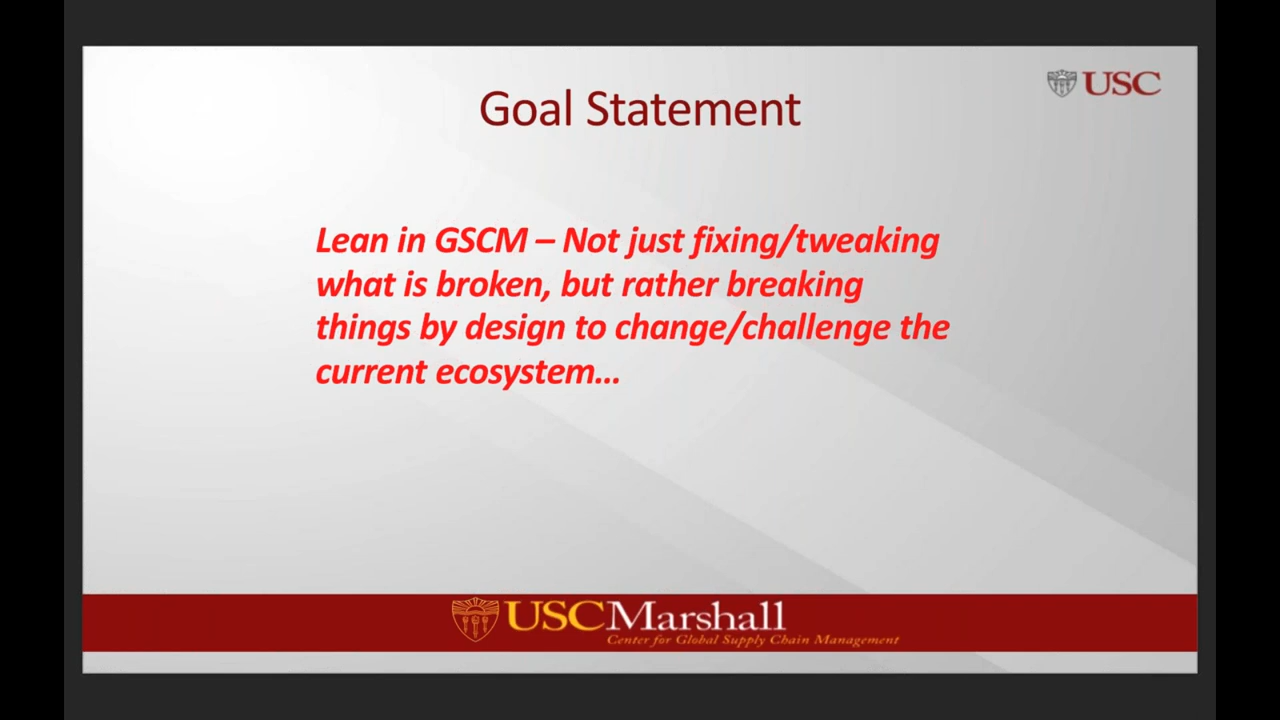 Goal Statement
USC
Lean in GSCM – Not just fixing/tweaking
what is broken, but rather breaking
things by design to change/challenge the
current ecosystem...
USCMarshall
Center for Global Supply Chain Management